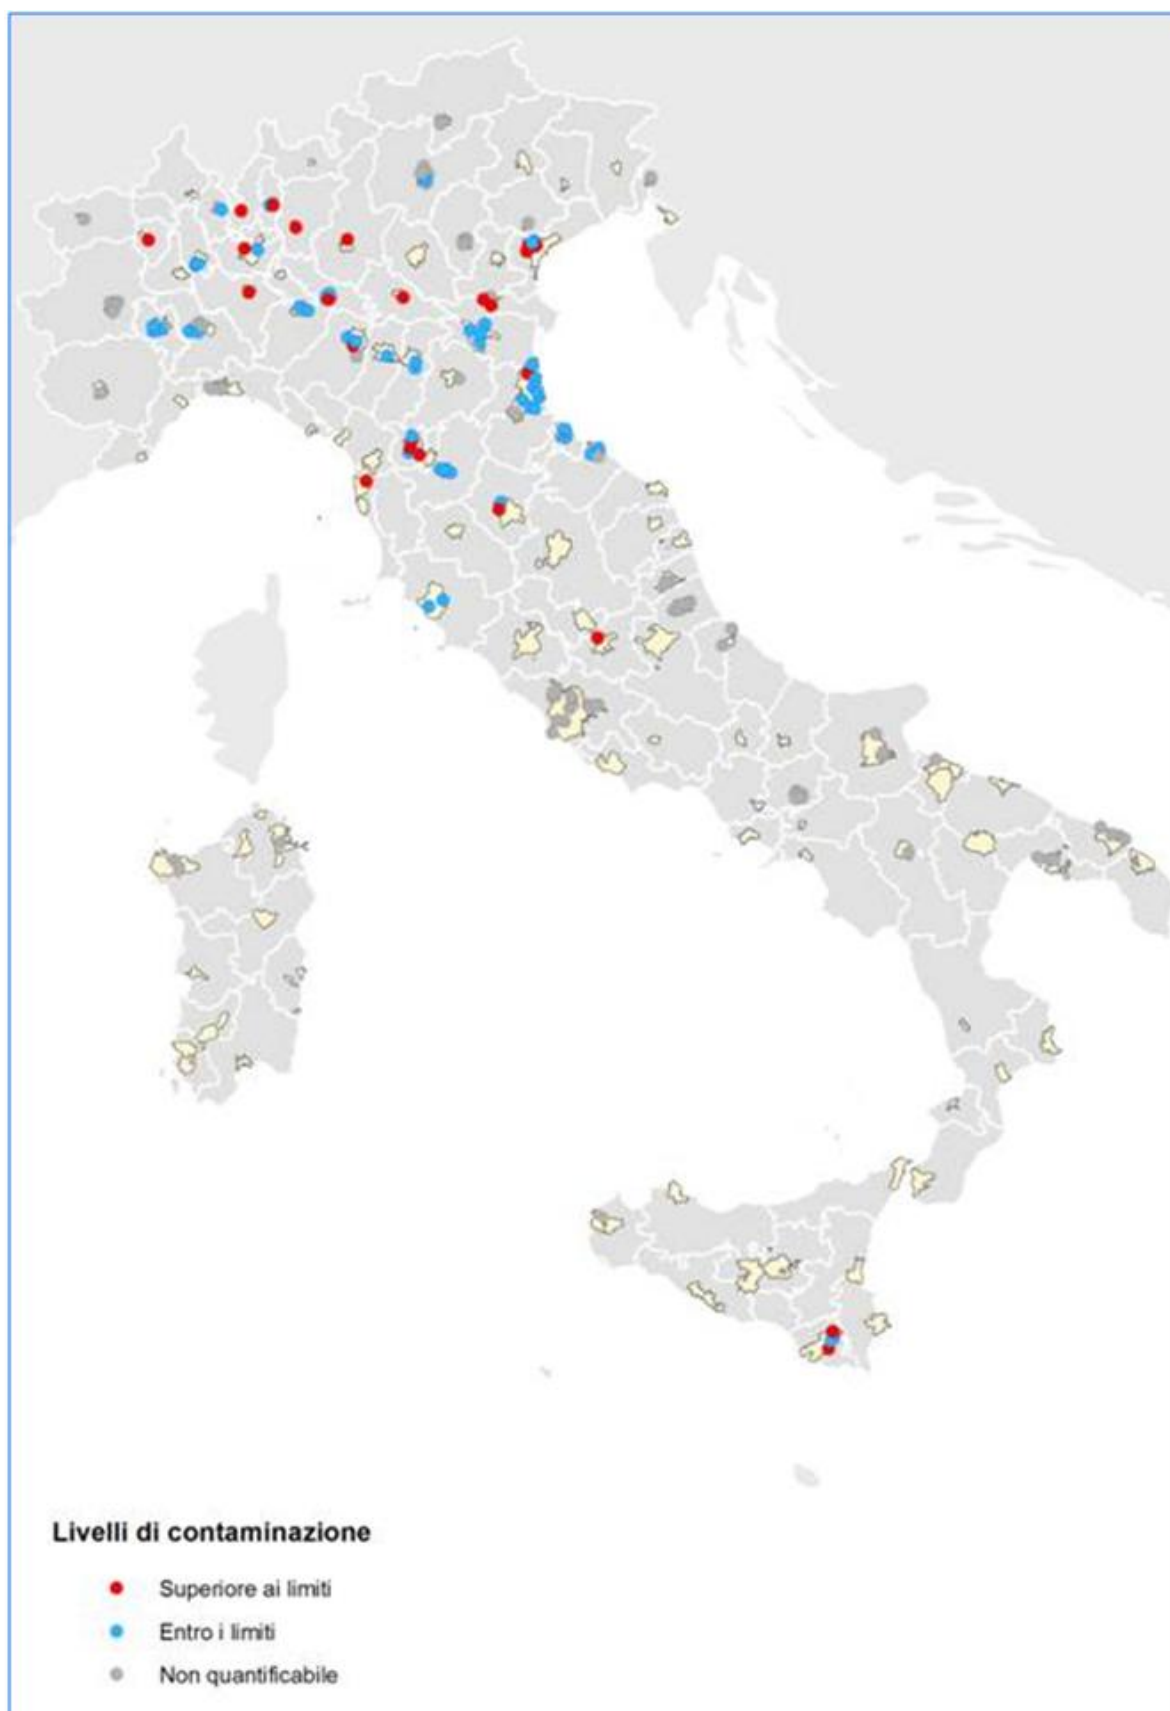 Livelli di contaminazione
Superiore ai limiti
Entro i limiti
Non quantificabile